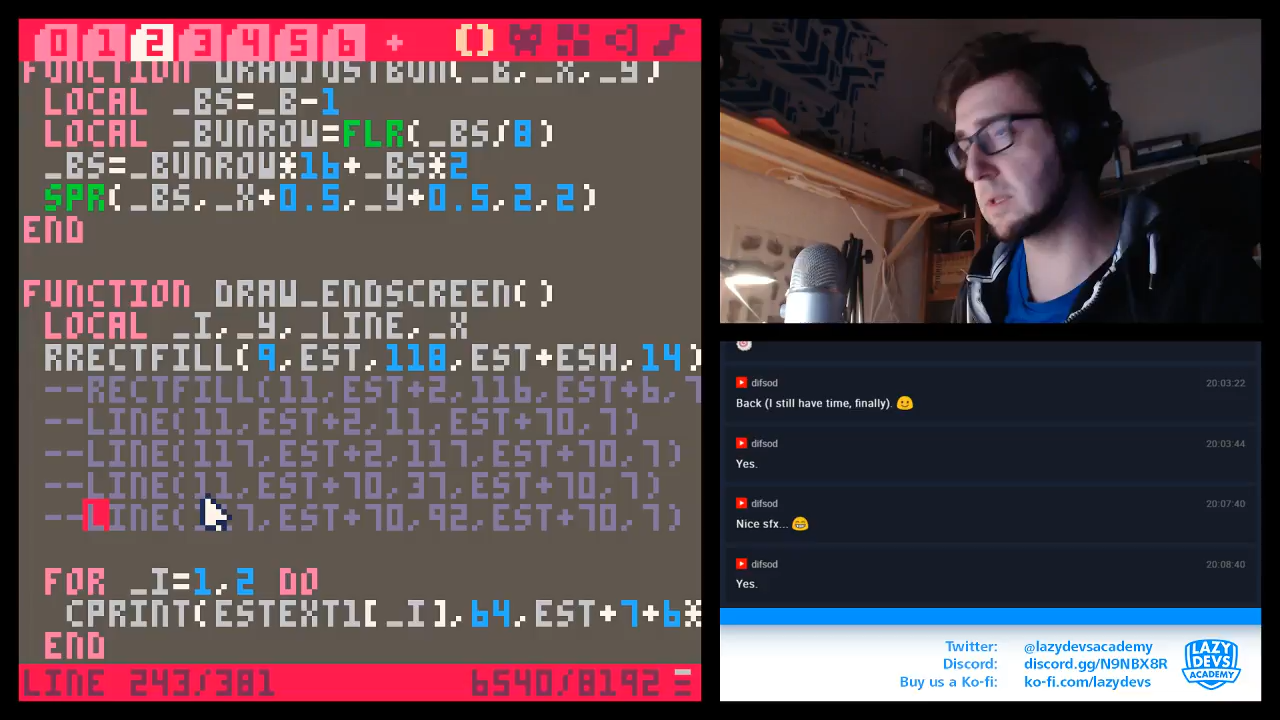 0 1 2 3 4 5 6 +
FUNCTION DRAWJUSTBUN(_B,_X,_Y)
LOCAL _BS=_B-1
LOCAL _BUNROW=FLR(_BS/8)
_BS=_BUNROW*16+_BS*2
SPR(_BS,_X+0.5,_Y+0.5,2,2)
END
FUNCTION DRAW_ENDSCREEN()
LOCAL _I,_Y,_LINE,_X
RRECTFILL(9,EST,118,EST+ESH,14)
--RECTFILL(11,EST+2,116,EST+6,7
--LINE(11,EST+2,11,EST+70,7)
--LINE(117,EST+2,117,EST+70,7)
--LINE(11,EST+70,37,EST+70,7)
--LINE(117,EST+70,92,EST+70,7)
FOR _I=1,2 DO
CPRINT(ESTEXT1[_I],64,EST+7+6*
END
LINE 243/381
6540/8192
difsod 20:03:22
Back (I still have time, finally). 😊
difsod 20:03:44
Yes.
difsod 20:07:40
Nice sfx... 😁
difsod 20:08:40
Yes.
Twitter: @lazydevsacademy
Discord: discord.gg/N9NBX8R
Buy us a Ko-fi: ko-fi.com/lazydevs
LAZY
DEVS
ACADEMY